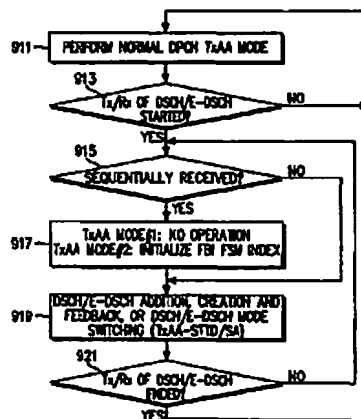 911
PERFORM NORMAL DPCH TxAA MODE
913
Tx/Rx OF DSCH/E-DSCH
STARTED?
NO
YES
915
SEQUENTIALLY RECEIVED?
NO
YES
917
TxAA MODE#1: NO OPERATION
TxAA MODE#2: INITIALIZE FBI FSM INDEX
919
DSCH/E-DSCH ADDITION, CREATION AND
FEEDBACK, OR DSCH/E-DSCH MODE
SWITCHING (TxAA-STTD/SA)
921
Tx/Rx OF DSCH/E-DSCH
ENDED?
NO
YES